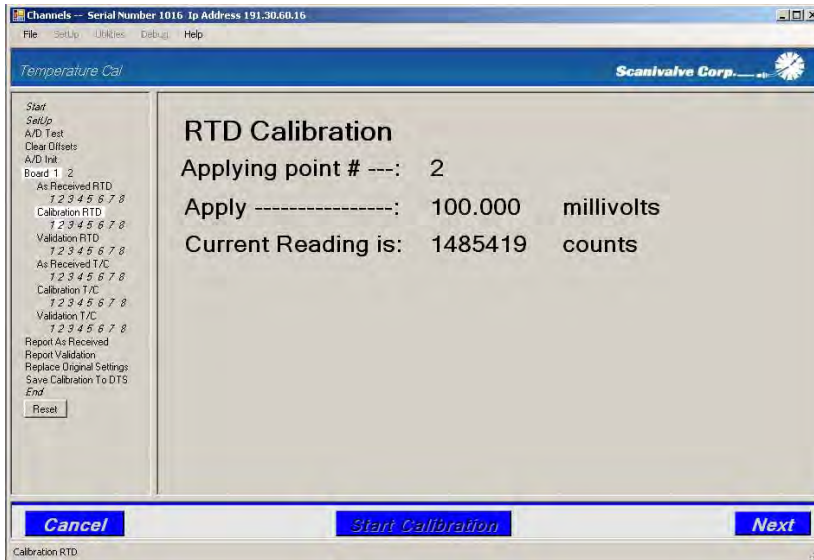 Channels -- Serial Number 1016 Ip Address 191.30.60.16
File SetUp Utilities Debug Help
Temperature Cal
Scanivalve Corp.
Start
SetUp
A/D Test
Clear Offsets
A/D Init
Board 1 2
As Received RTD
1 2 3 4 5 6 7 8
Calibration RTD
1 2 3 4 5 6 7 8
Validation RTD
1 2 3 4 5 6 7 8
As Received T/C
1 2 3 4 5 6 7 8
Calibration T/C
1 2 3 4 5 6 7 8
Validation T/C
1 2 3 4 5 6 7 8
Report As Received
Report Validation
Replace Original Settings
Save Calibration To DTS
End
Reset
RTD Calibration
Applying point # ---: 2
Apply ----------------: 100.000 millivolts
Current Reading is: 1485419 counts
Cancel
Start Calibration
Next
Calibration RTD